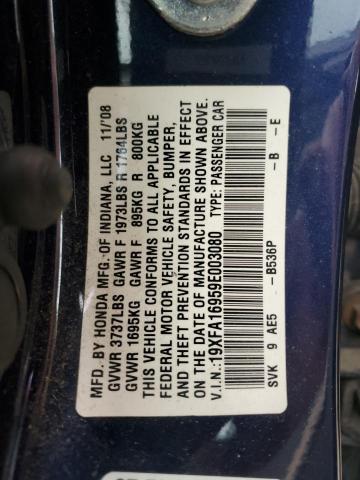 MFD. BY HONDA MFG. OF INDIANA, LLC 11/'08
GVWR 3737LBS GAWR F 1973LBS R 1764LBS
GVWR 1695KG GAWR F 895KG R 800KG
THIS VEHICLE CONFORMS TO ALL APPLICABLE
FEDERAL MOTOR VEHICLE SAFETY, BUMPER,
AND THEFT PREVENTION STANDARDS IN EFFECT
ON THE DATE OF MANUFACTURE SHOWN ABOVE.
V.I.N.:19XFA16959E003080 TYPE: PASSENGER CAR
SVK 9 AE5 -B536P -B -E